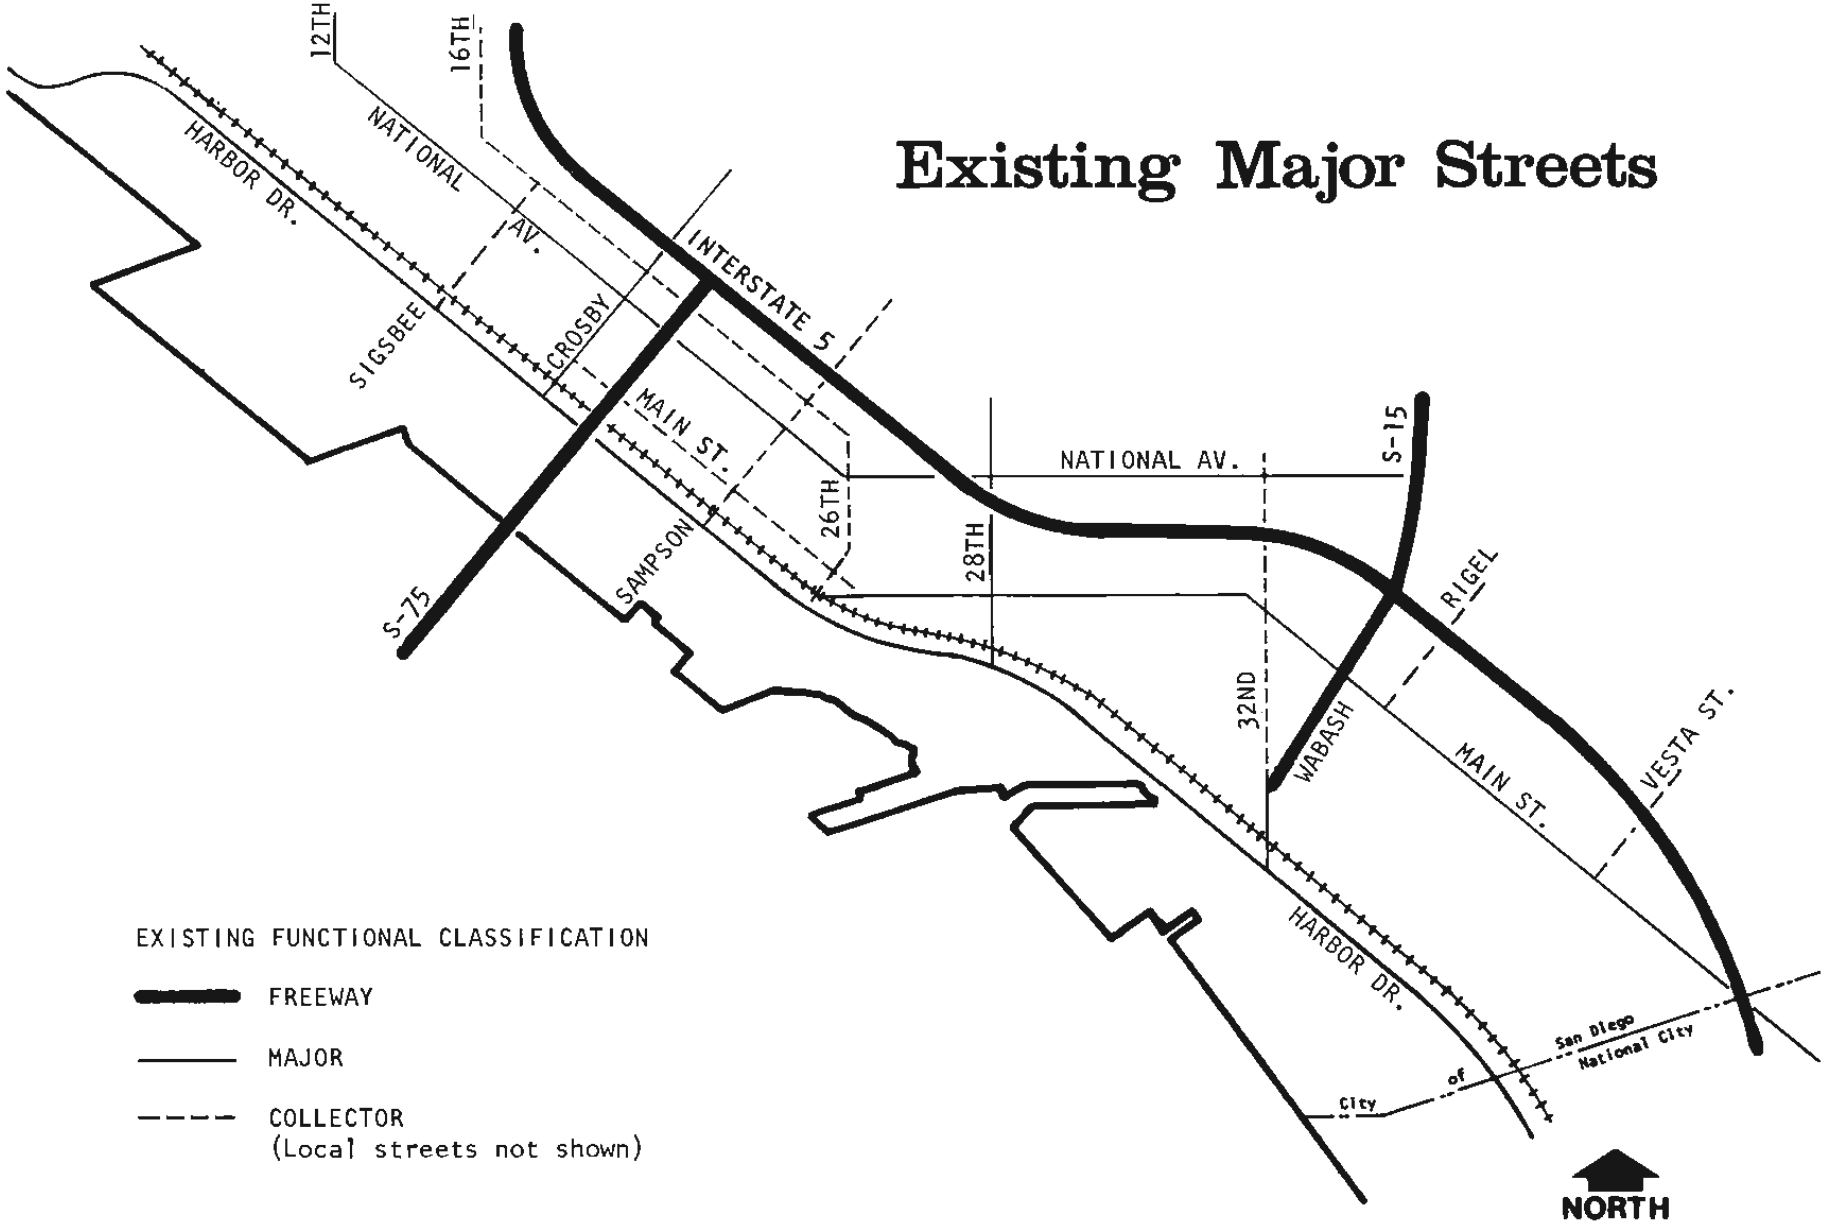 12TH
16TH
Existing Major Streets
NATIONAL
AV.
HARBOR DR.
INTERSTATE 5
SIGSBEE
CROSBY
MAIN ST.
S-15
NATIONAL AV.
26TH
28TH
SAMPSON
S-75
RIGEL
32ND
WABASH
VESTA ST.
MAIN ST.
HARBOR DR.
EXISTING FUNCTIONAL CLASSIFICATION
FREEWAY
MAJOR
COLLECTOR
(Local streets not shown)
San Diego
City of
National City
NORTH